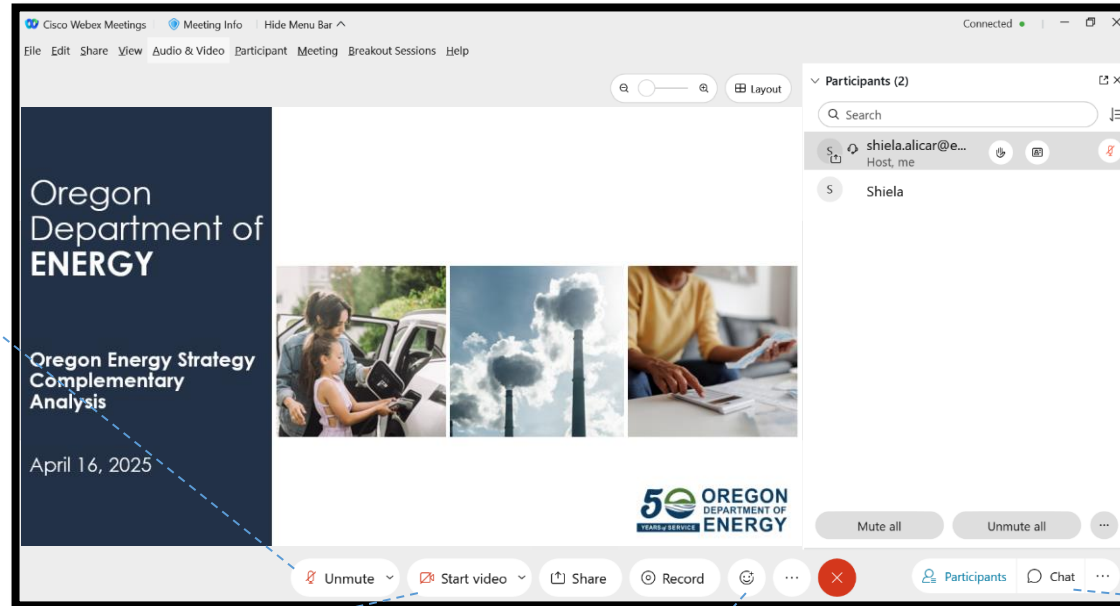 Cisco Webex Meetings
Meeting Info
Hide Menu Bar
Connected
File Edit Share View Audio & Video Participant Meeting Breakout Sessions Help
Layout
Participants (2)
Search
S
shiela.alicar@e...
Host, me
S
Shiela
Oregon
Department of
ENERGY
Oregon Energy Strategy
Complementary
Analysis
April 16, 2025
50
YEARS of SERVICE
OREGON
DEPARTMENT OF
ENERGY
Mute all
Unmute all
Unmute
Start video
Share
Record
Participants
Chat